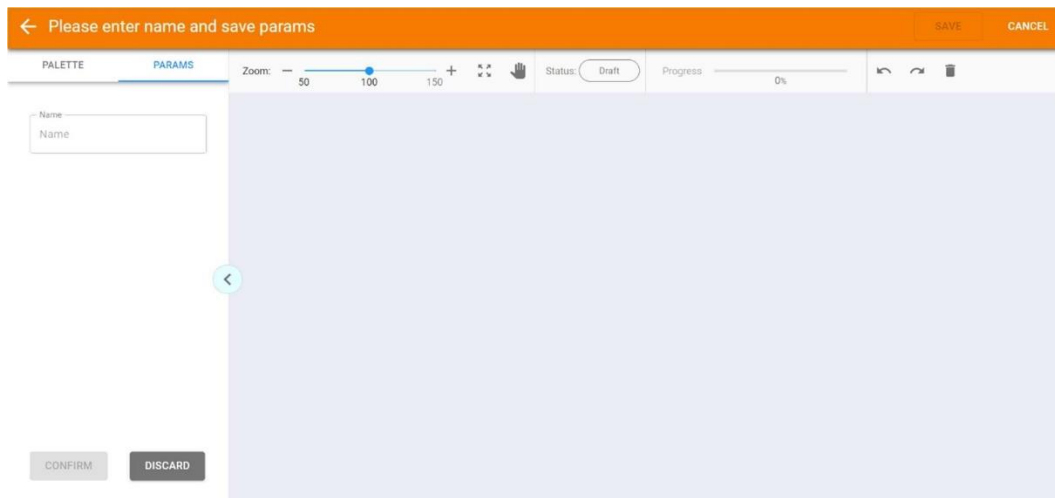 Please enter name and save params
SAVE
CANCEL
PALETTE
PARAMS
Zoom:
50
100
150
Status:
Draft
Progress
0%
Name
Name
CONFIRM
DISCARD